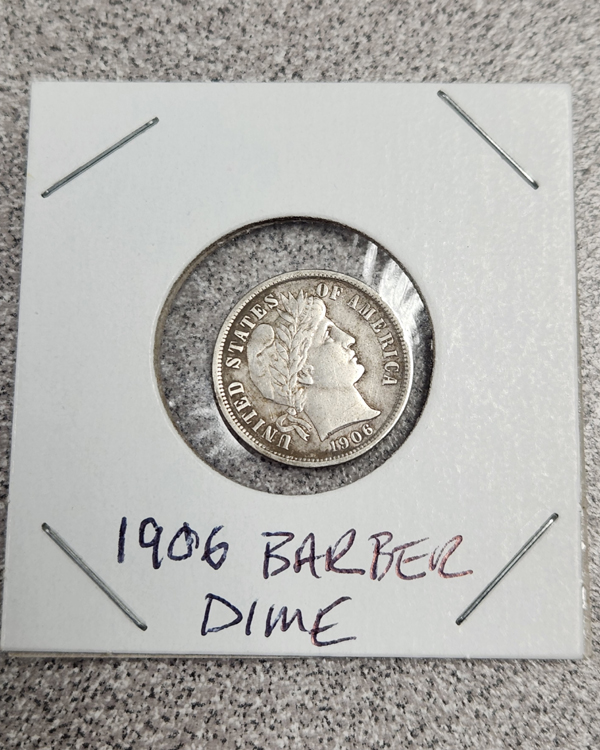 UNITED STATES OF AMERICA
1906
1906 BARBER
DIME